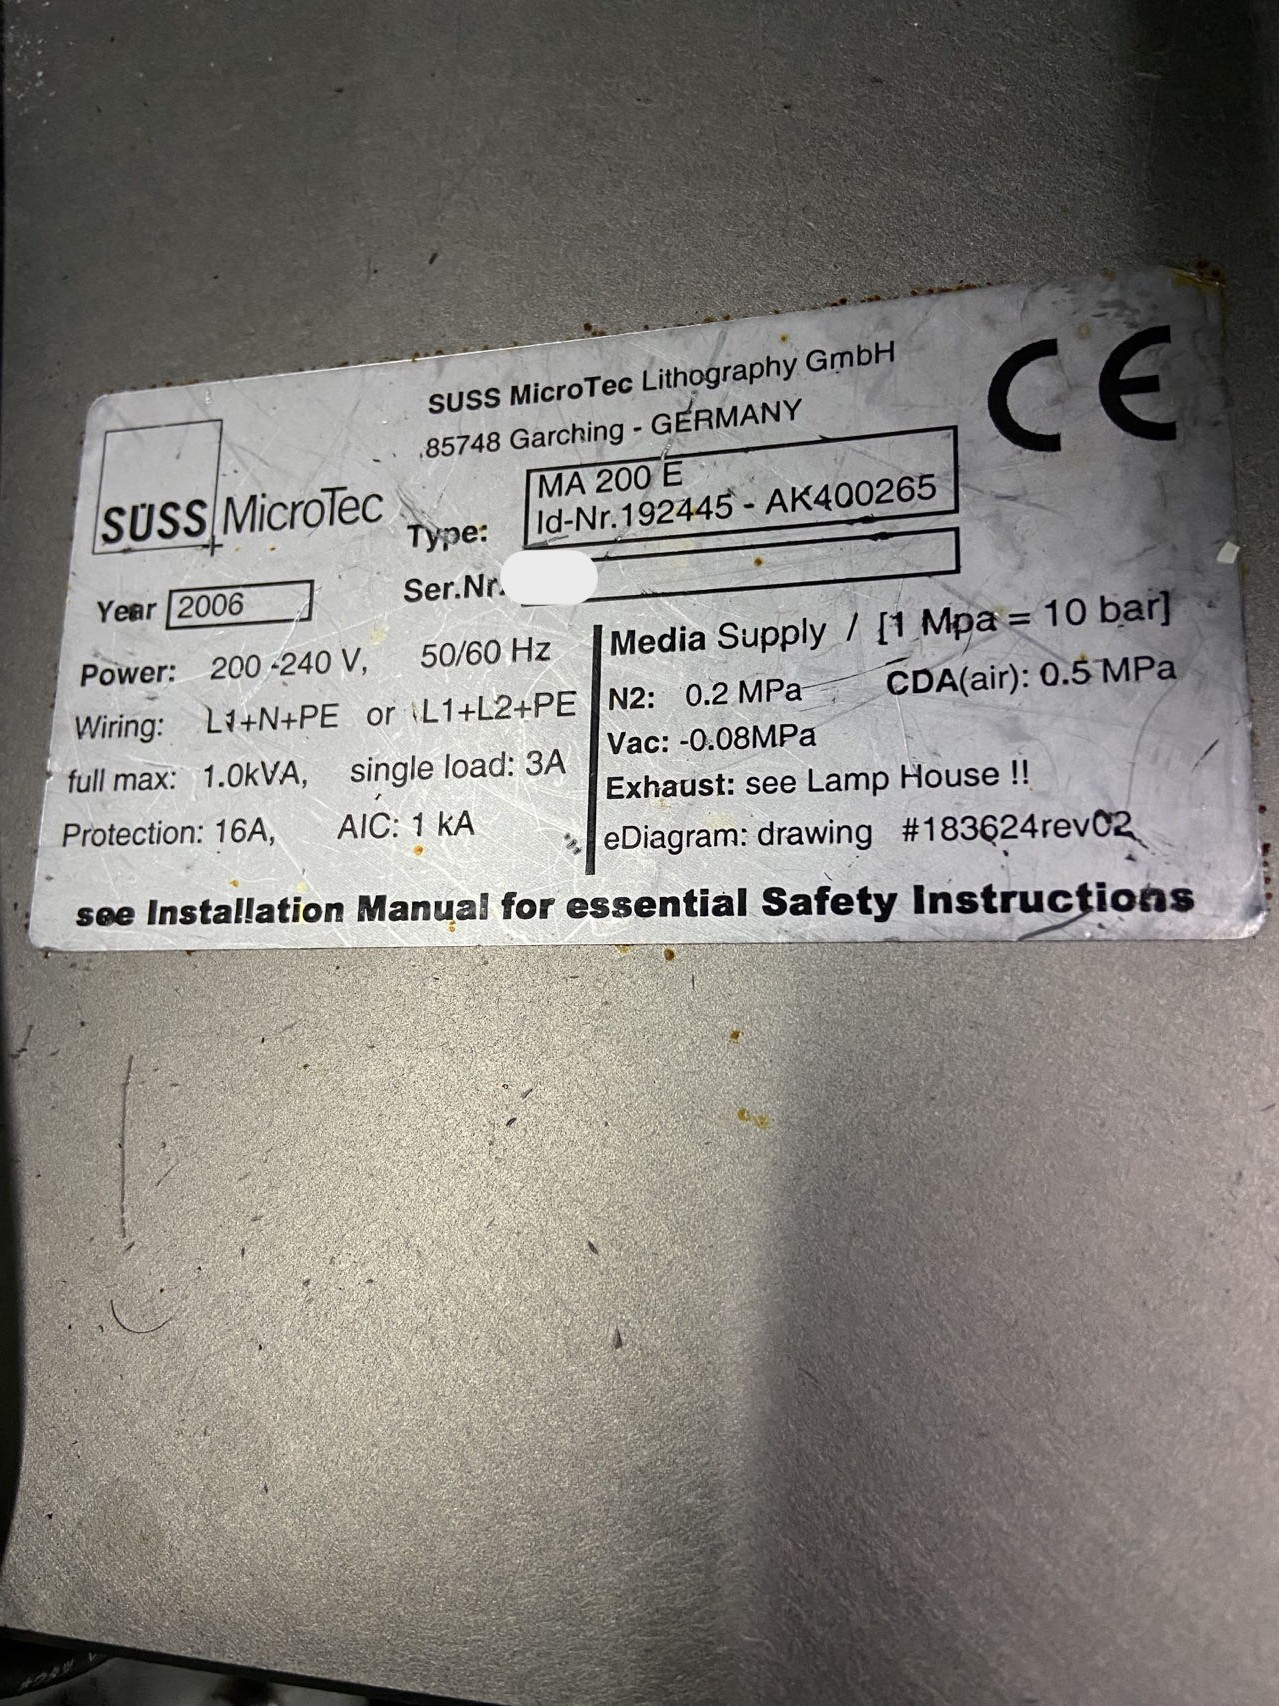 SUSS MicroTec Lithography GmbH
85748 Garching - GERMANY
CE
SUSS MicroTec
Type: MA 200 E
Id-Nr.192445 - AK400265
Year 2006
Ser.Nr.
Power: 200 -240 V, 50/60 Hz
Wiring: L1+N+PE or L1+L2+PE
full max: 1.0kVA, single load: 3A
Protection: 16A, AIC: 1 kA
Media Supply / [1 Mpa = 10 bar]
N2: 0.2 MPa CDA(air): 0.5 MPa
Vac: -0.08MPa
Exhaust: see Lamp House !!
eDiagram: drawing #183624rev02
see Installation Manual for essential Safety Instructions